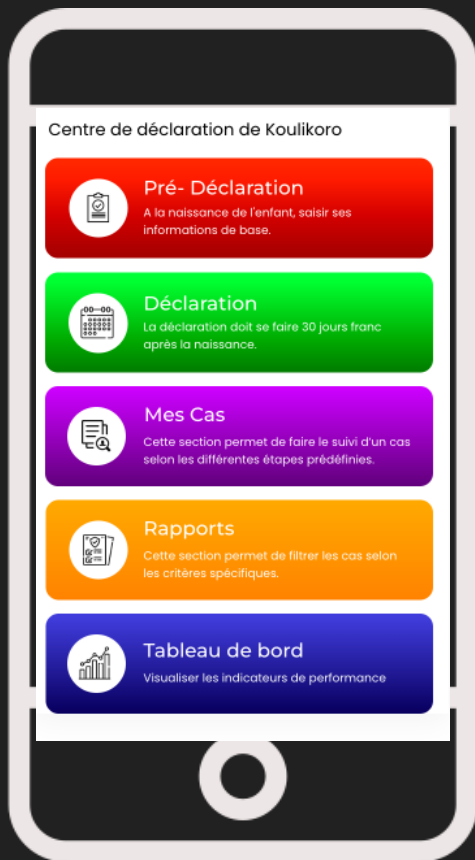 Centre de déclaration de Koulikoro
Pré- Déclaration
A la naissance de l'enfant, saisir ses
informations de base.
Déclaration
La déclaration doit se faire 30 jours franc
après la naissance.
Mes Cas
Cette section permet de faire le suivi d'un cas
selon les différentes étapes prédéfinies.
Rapports
Cette section permet de filtrer les cas selon
les critères spécifiques.
Tableau de bord
Visualiser les indicateurs de performance